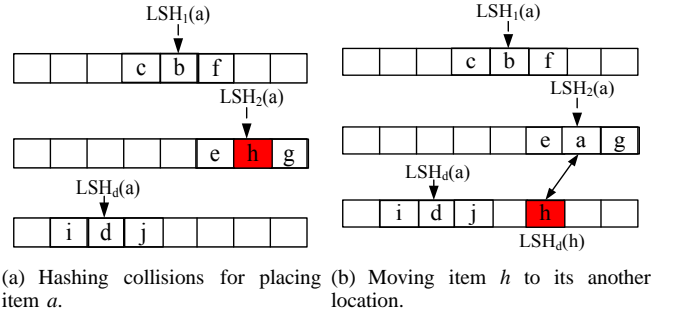 LSH1(a)
c b f
LSH2(a)
e h g
LSHd(a)
i d j
(a) Hashing collisions for placing
item a.
LSH1(a)
c b f
LSH2(a)
e a g
LSHd(a)
i d j h
LSHd(h)
(b) Moving item h to its another
location.